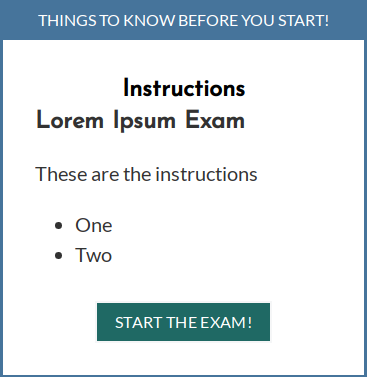 THINGS TO KNOW BEFORE YOU START!
Instructions
Lorem Ipsum Exam
These are the instructions
One
Two
START THE EXAM!